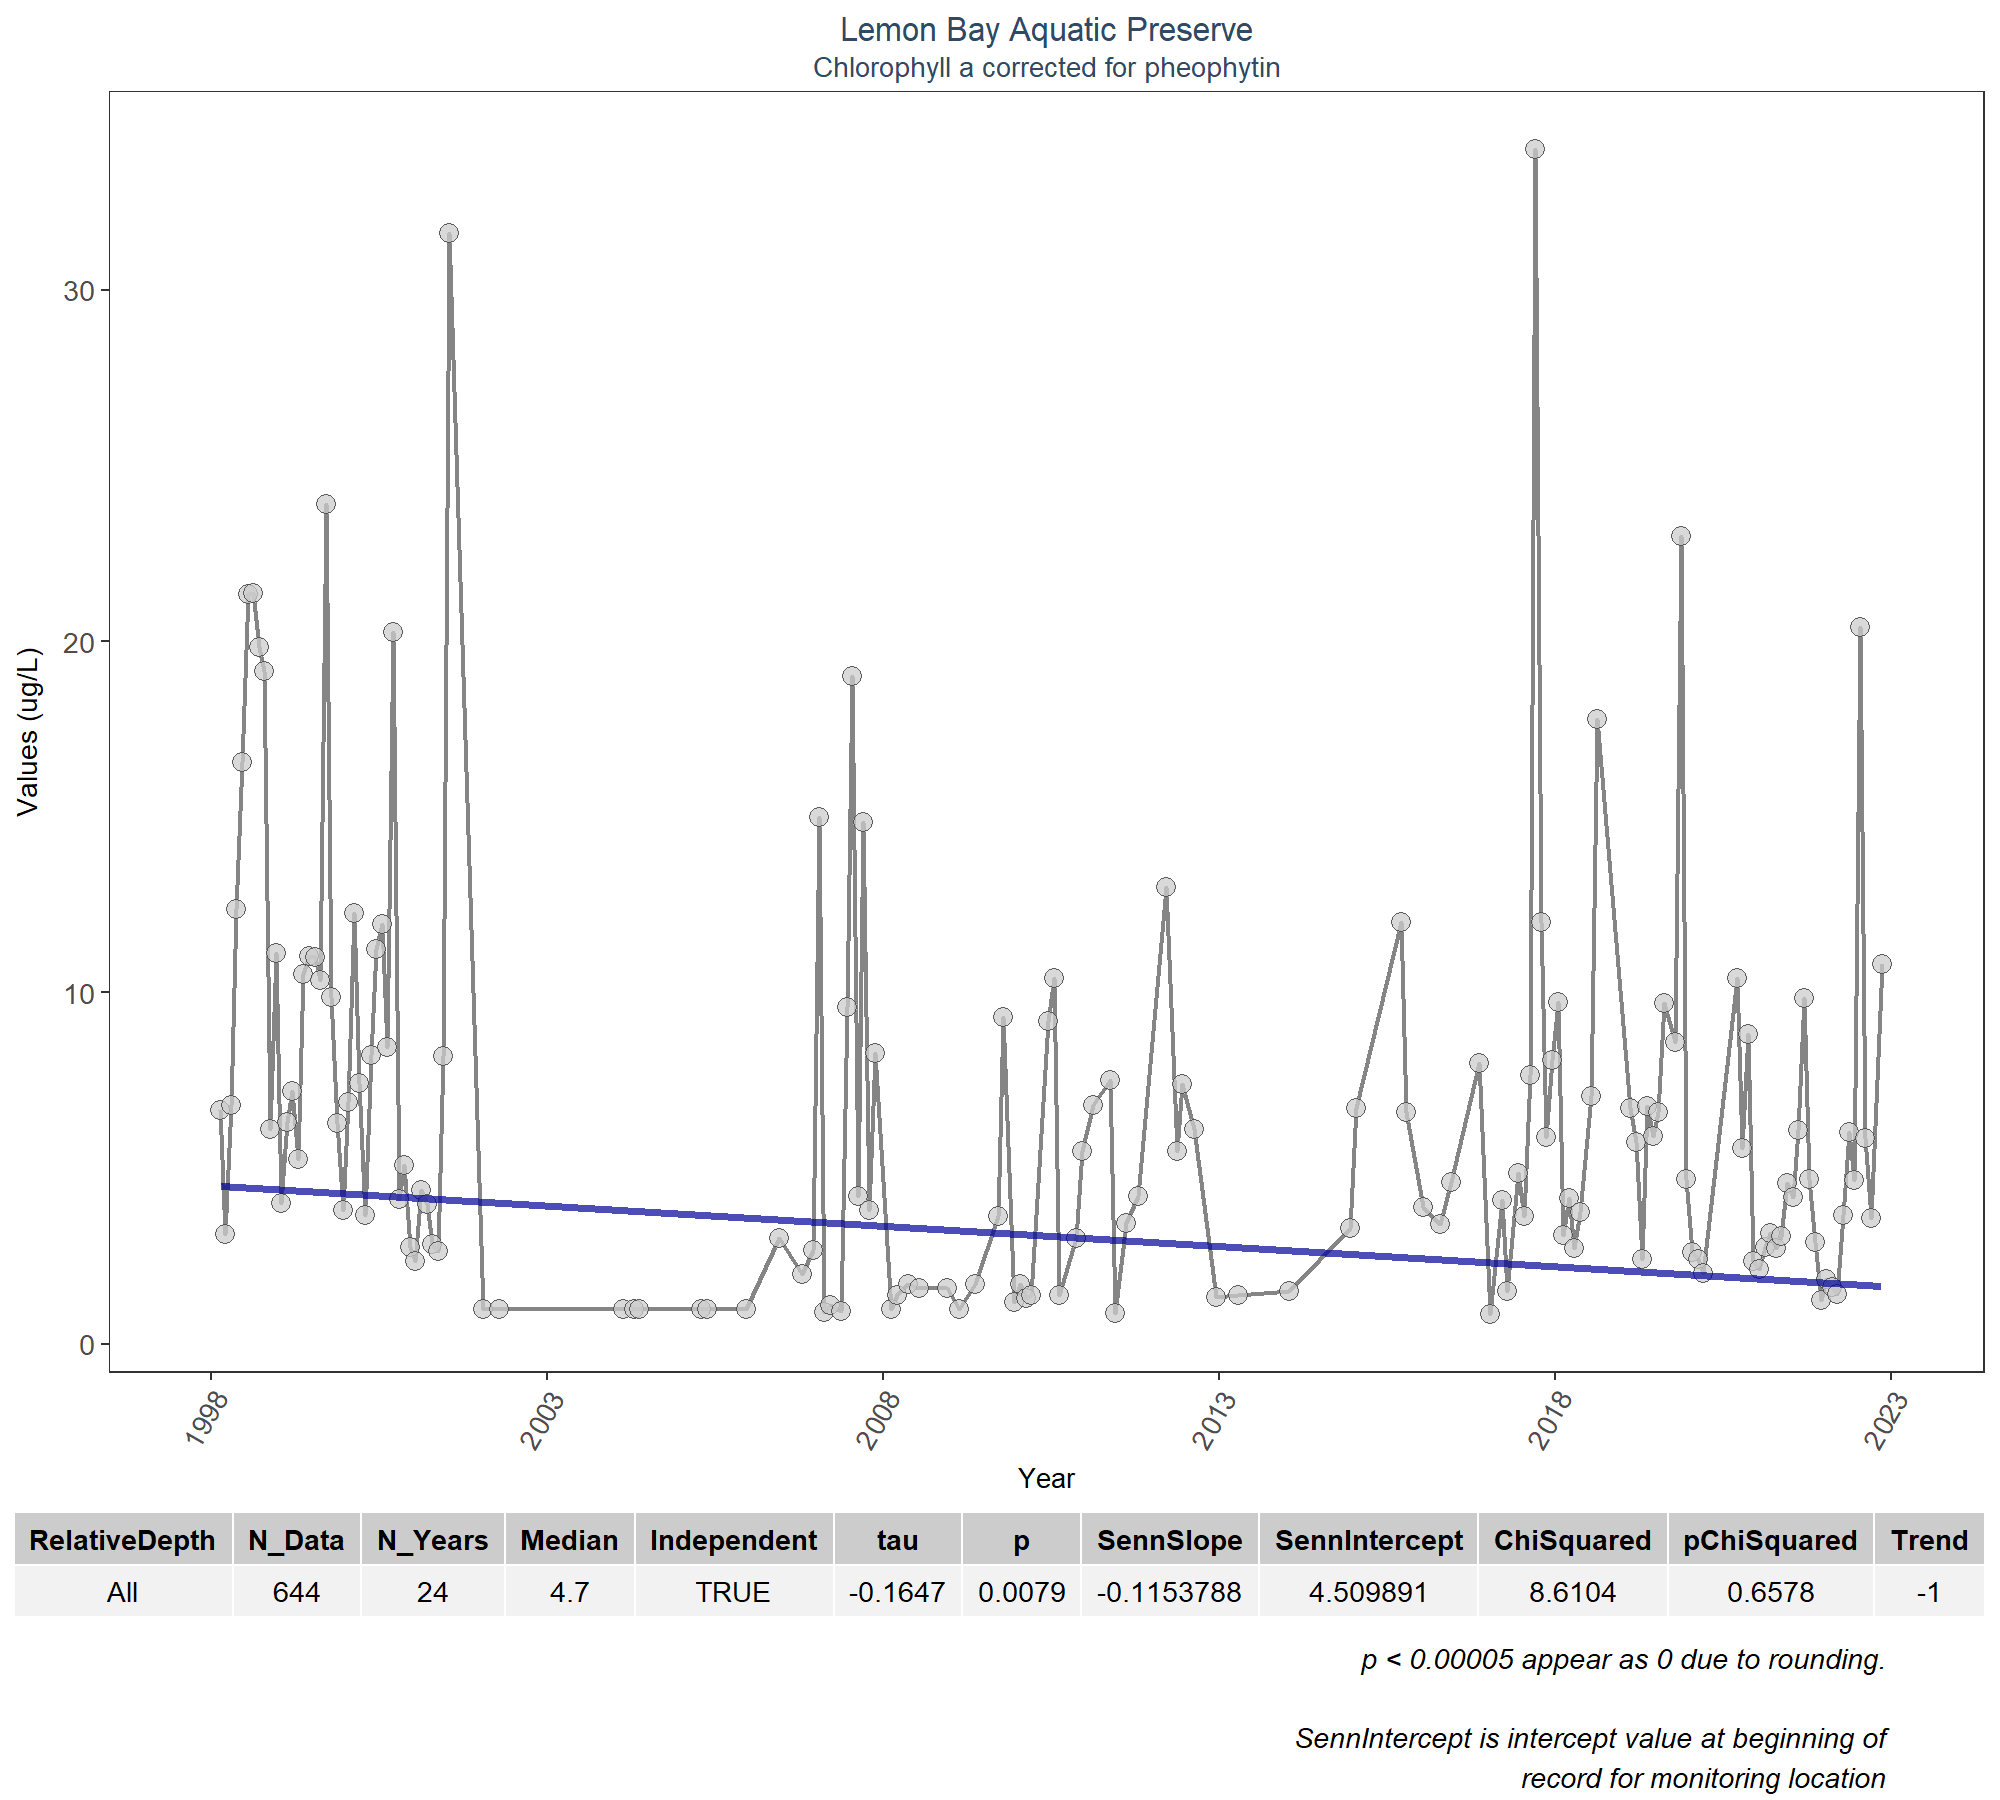 Lemon Bay Aquatic Preserve
Chlorophyll a corrected for pheophytin
Values (ug/L)
30
20
10
0
1998
2003
2008
2013
2018
2023
Year
RelativeDepth N_Data N_Years Median Independent tau p SennSlope SennIntercept ChiSquared pChiSquared Trend
All 644 24 4.7 TRUE -0.1647 0.0079 -0.1153788 4.509891 8.6104 0.6578 -1
p < 0.00005 appear as 0 due to rounding.
SennIntercept is intercept value at beginning of
record for monitoring location